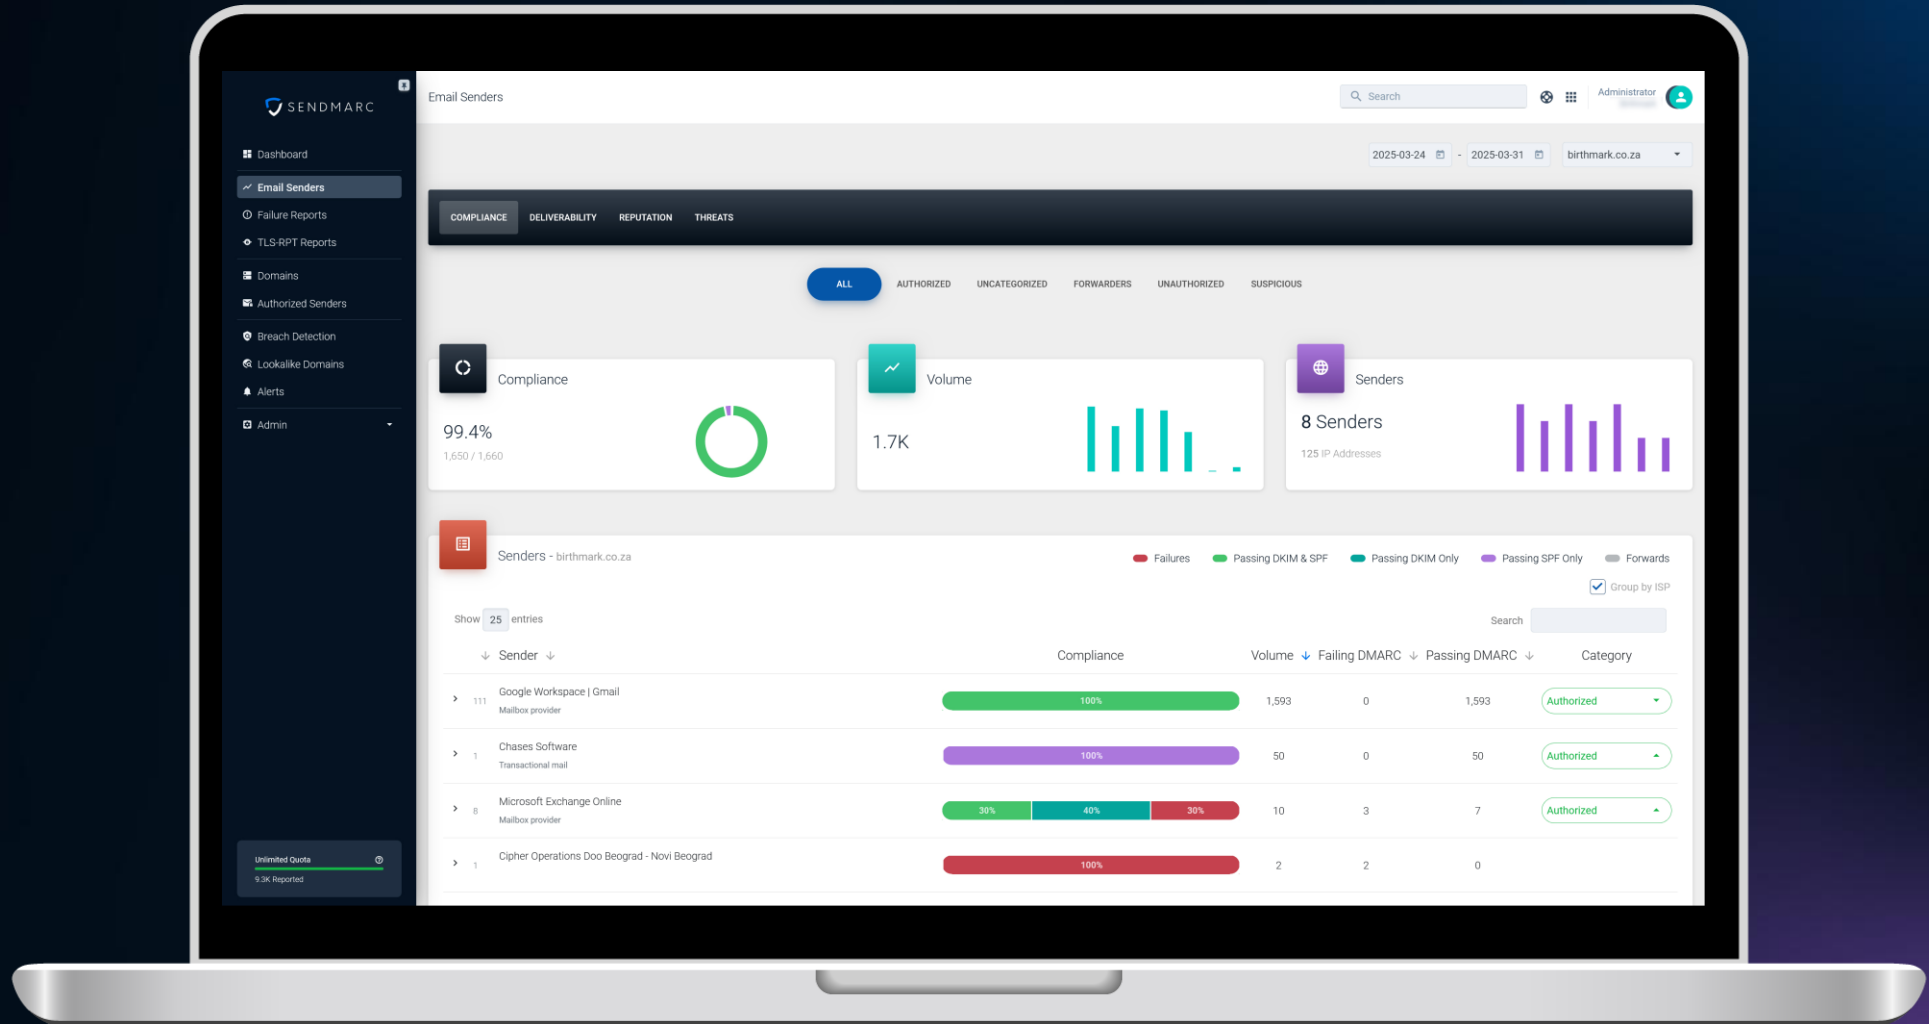 SENDMARC
Dashboard
Email Senders
Failure Reports
TLS-RPT Reports
Domains
Authorized Senders
Breach Detection
Lookalike Domains
Alerts
Admin
Unlimited Quota
9.3K Reported
Email Senders
Search
Administrator
2025-03-24 - 2025-03-31 birthmark.co.za
COMPLIANCE DELIVERABILITY REPUTATION THREATS
ALL AUTHORIZED UNCATEGORIZED FORWARDERS UNAUTHORIZED SUSPICIOUS
Compliance
99.4%
1,650 / 1,660
Volume
1.7K
Senders
8 Senders
125 IP Addresses
Senders - birthmark.co.za
Failures Passing DKIM & SPF Passing DKIM Only Passing SPF Only Forwards
Group by ISP
Show 25 entries
Search
Sender Compliance Volume Failing DMARC Passing DMARC Category
111 Google Workspace | Gmail 100% 1,593 0 1,593 Authorized
Mailbox provider
1 Chases Software 100% 50 0 50 Authorized
Transactional mail
8 Microsoft Exchange Online 30% 40% 30% 10 3 7 Authorized
Mailbox provider
1 Cipher Operations Doo Beograd - Novi Beograd 100% 2 2 0